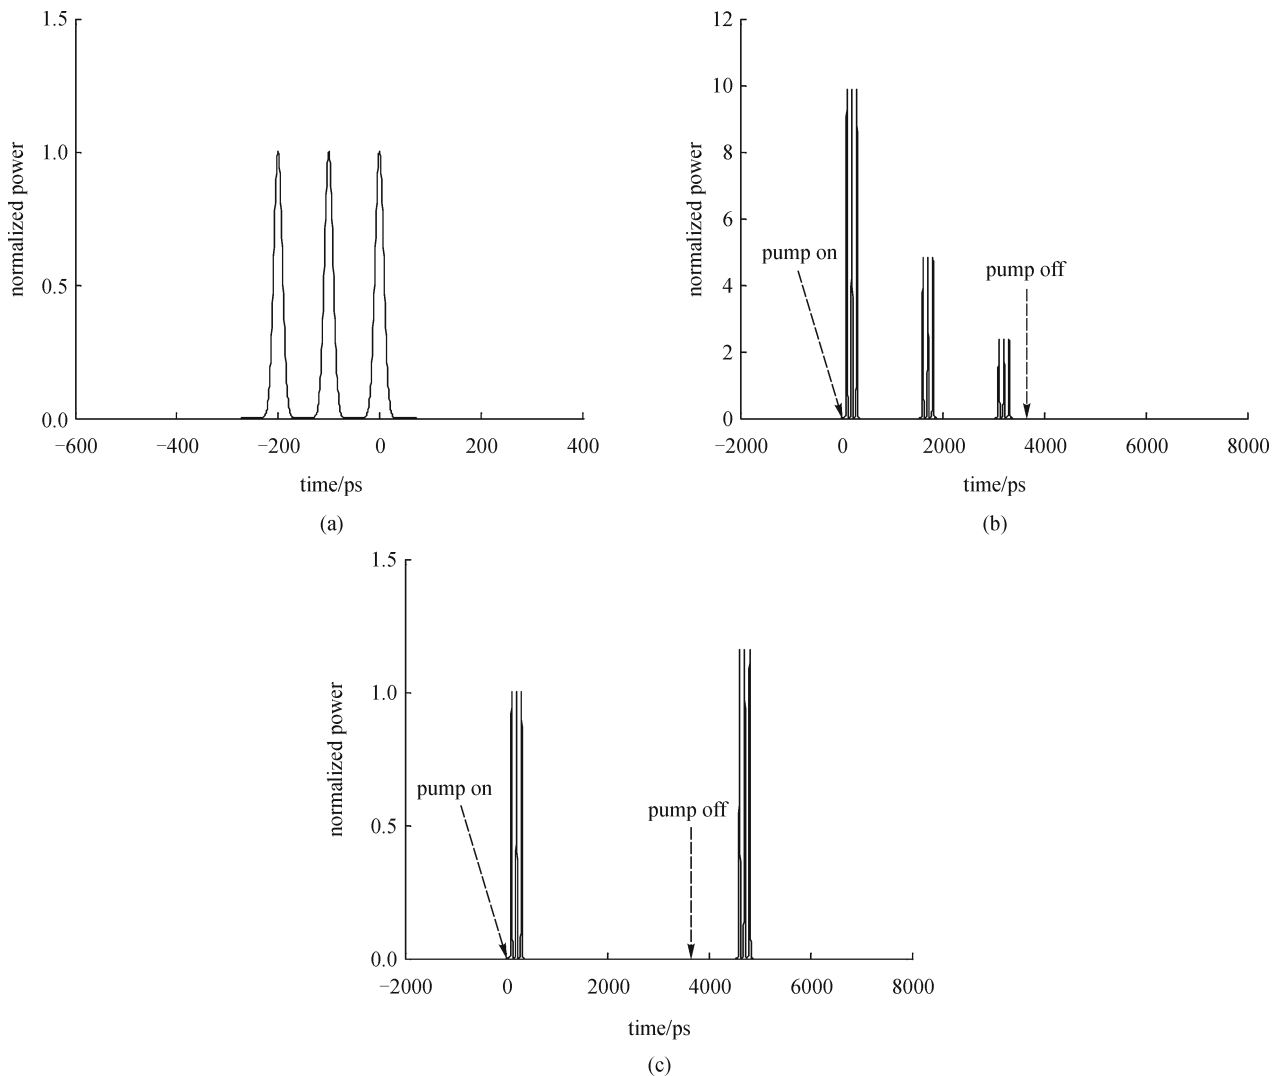 1.5
1.0
0.5
0.0
normalized power
−600
−400
−200
0
200
400
time/ps
(a)
12
10
8
6
4
2
0
normalized power
pump on
pump off
−2000
0
2000
4000
6000
8000
time/ps
(b)
1.5
1.0
0.5
0.0
normalized power
pump on
pump off
−2000
0
2000
4000
6000
8000
time/ps
(c)